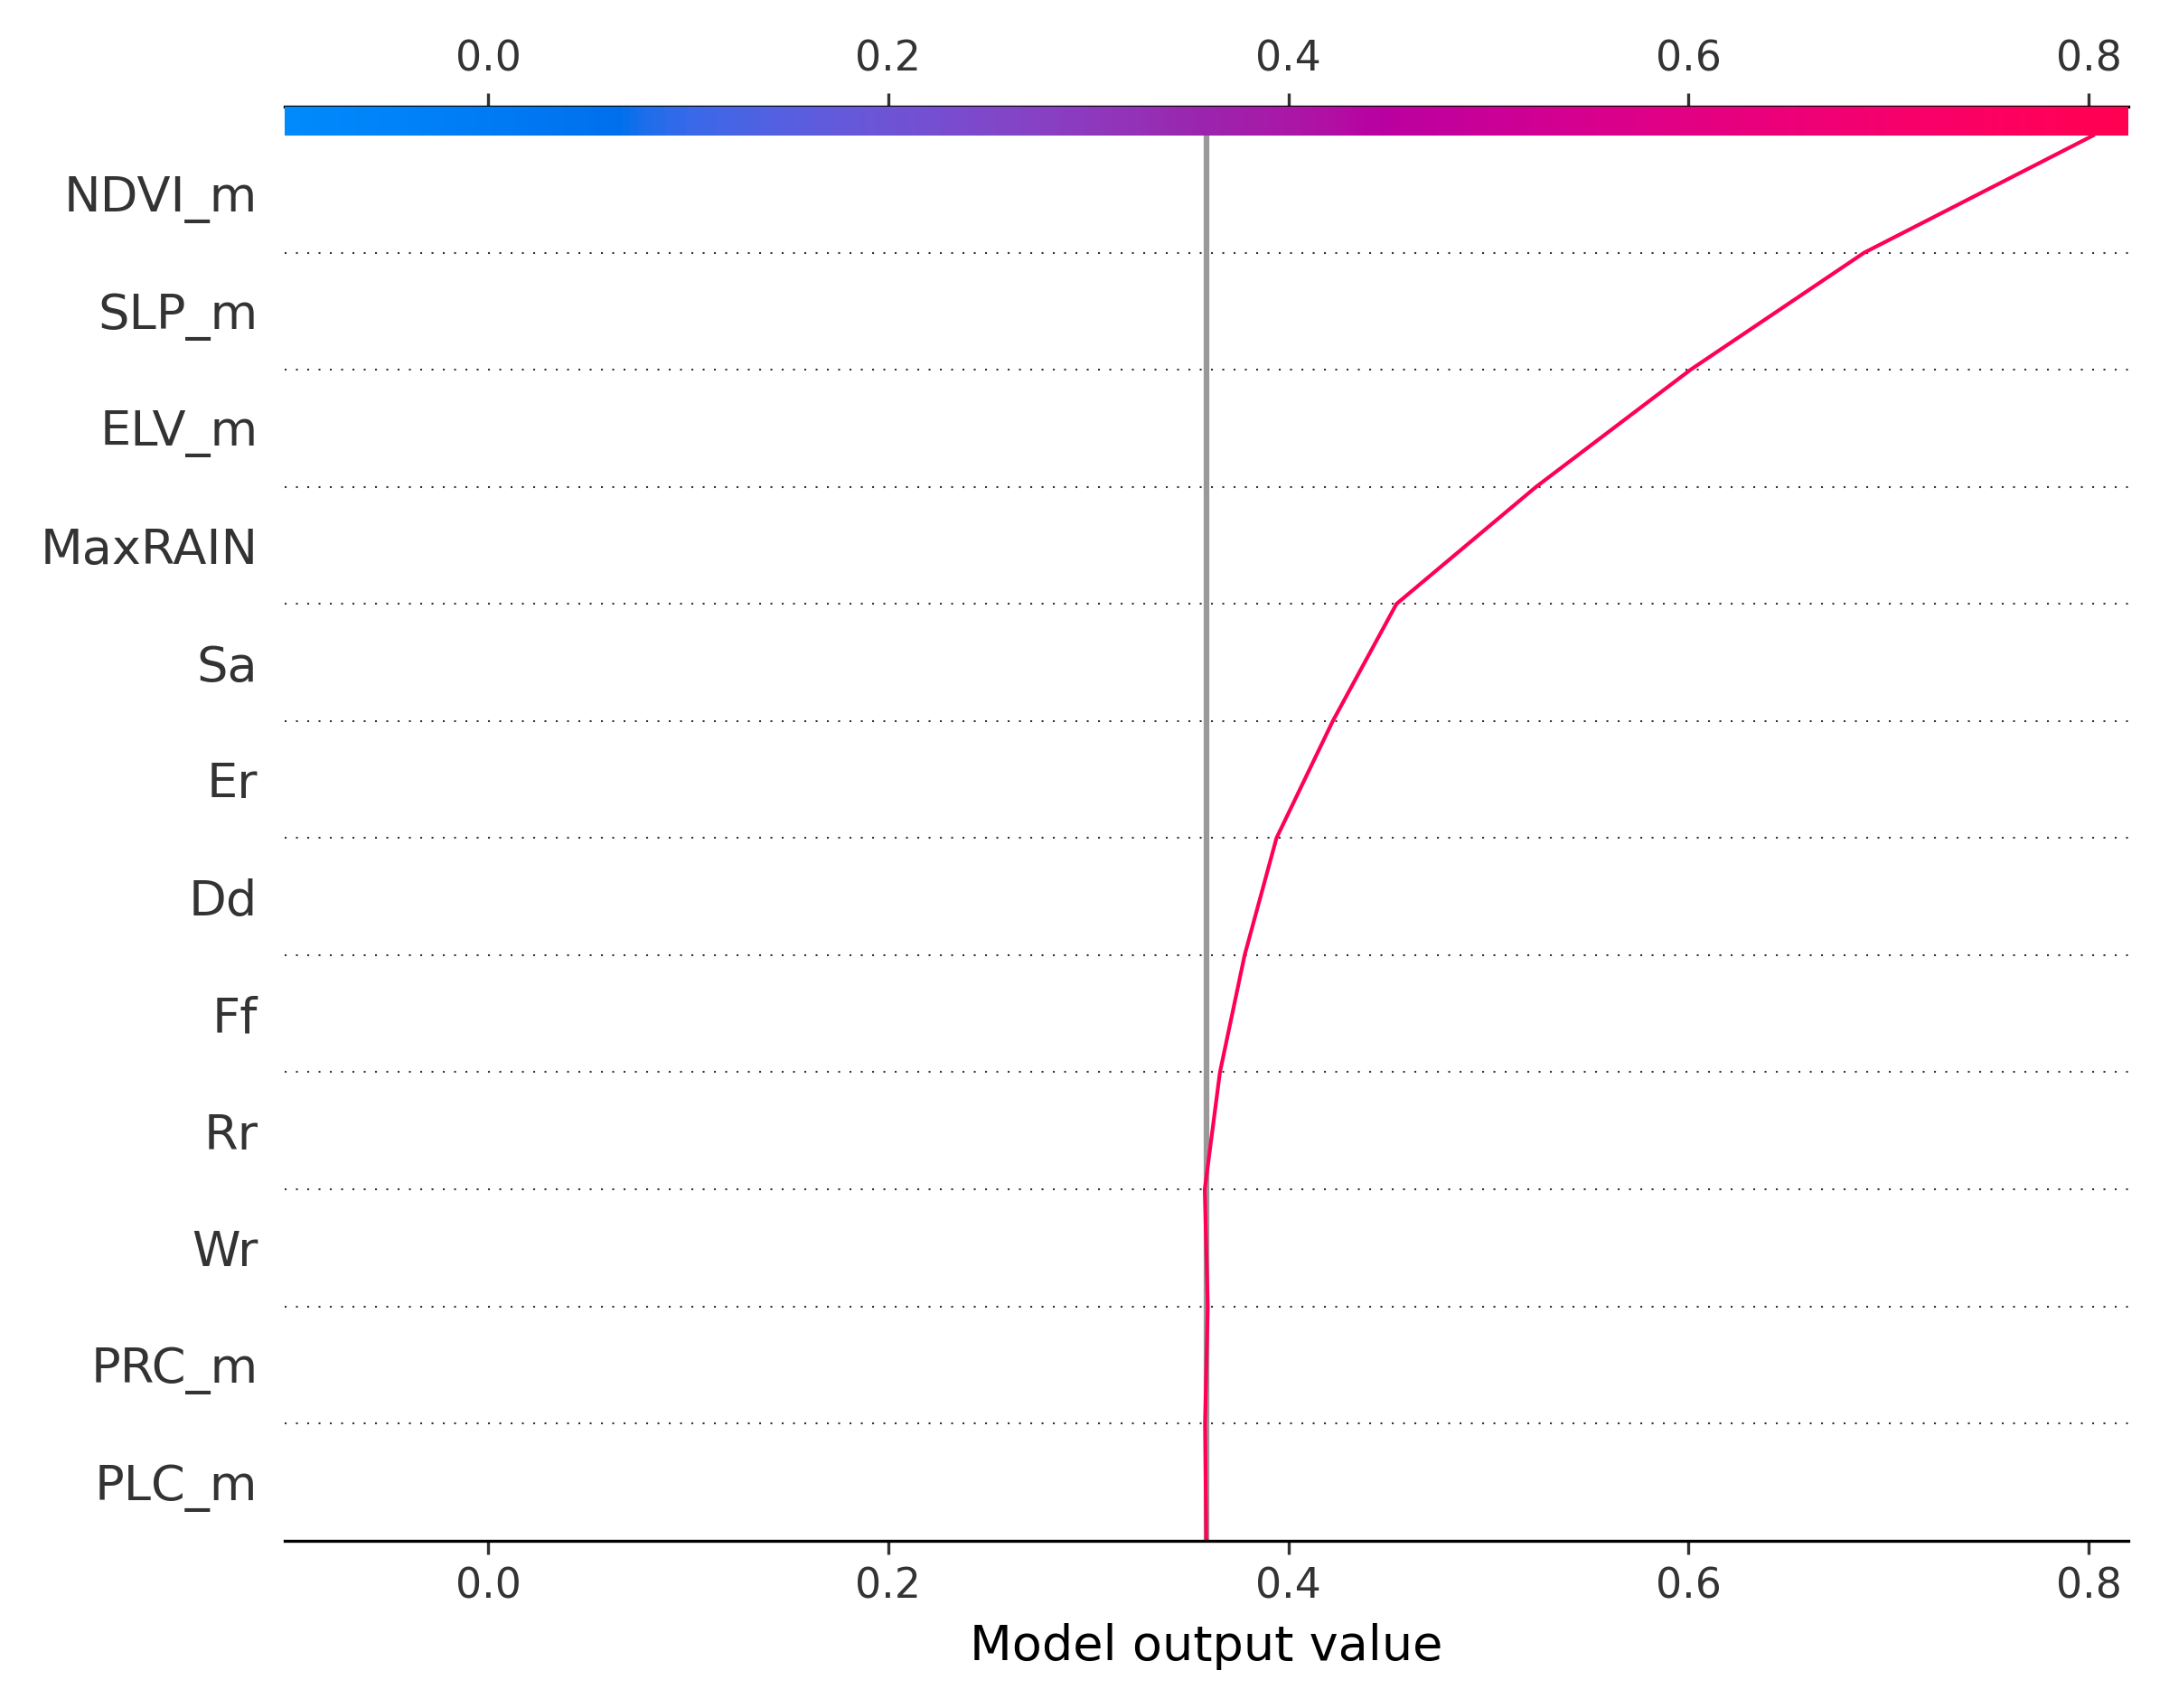 0.0 0.2 0.4 0.6 0.8
NDVI_m
SLP_m
ELV_m
MaxRAIN
Sa
Er
Dd
Ff
Rr
Wr
PRC_m
PLC_m
0.0 0.2 0.4 0.6 0.8
Model output value